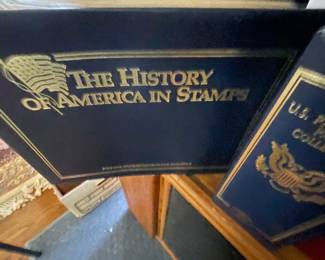 THE HISTORY
OF AMERICA IN STAMPS
U.S. P
COLL